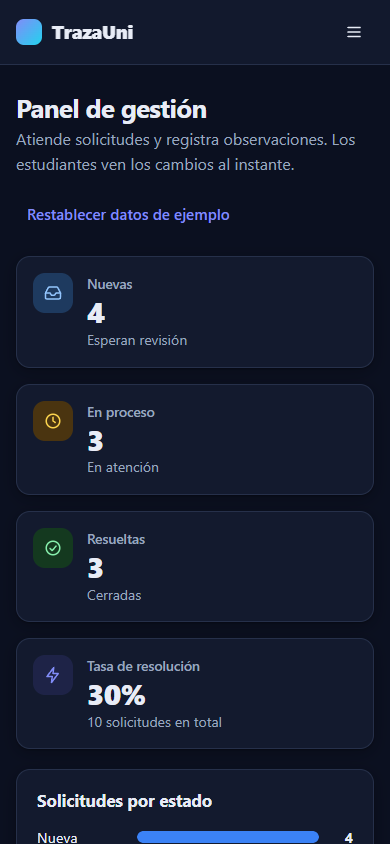 TrazaUni
Panel de gestión
Atiende solicitudes y registra observaciones. Los
estudiantes ven los cambios al instante.
Restablecer datos de ejemplo
Nuevas
4
Esperan revisión
En proceso
3
En atención
Resueltas
3
Cerradas
Tasa de resolución
30%
10 solicitudes en total
Solicitudes por estado
Nueva 4